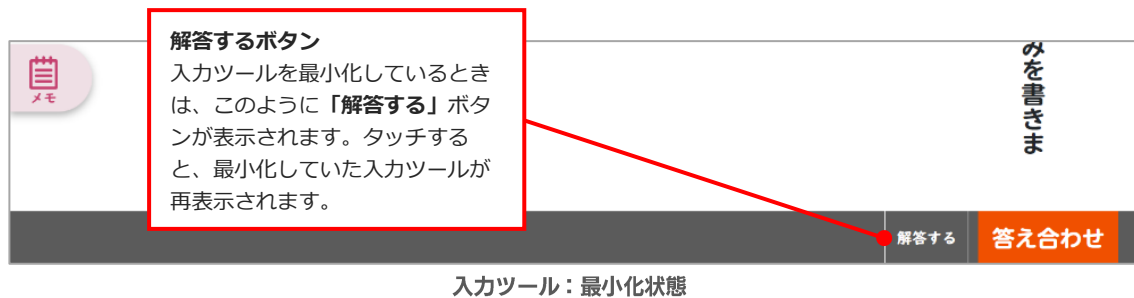 解答するボタン
入力ツールを最小化しているとき
は、このように「解答する」ボタ
ンが表示されます。タッチする
と、最小化していた入力ツールが
再表示されます。
メモ
みを書きま
解答する
答え合わせ
入力ツール：最小化状態